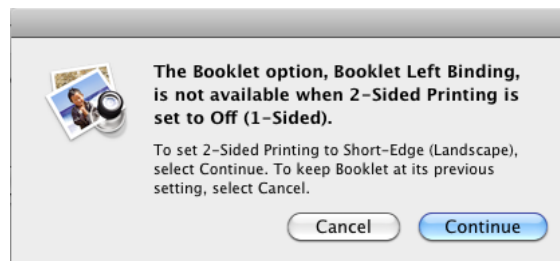 The Booklet option, Booklet Left Binding,
is not available when 2-Sided Printing is
set to Off (1-Sided).
To set 2-Sided Printing to Short-Edge (Landscape),
select Continue. To keep Booklet at its previous
setting, select Cancel.
Cancel Continue